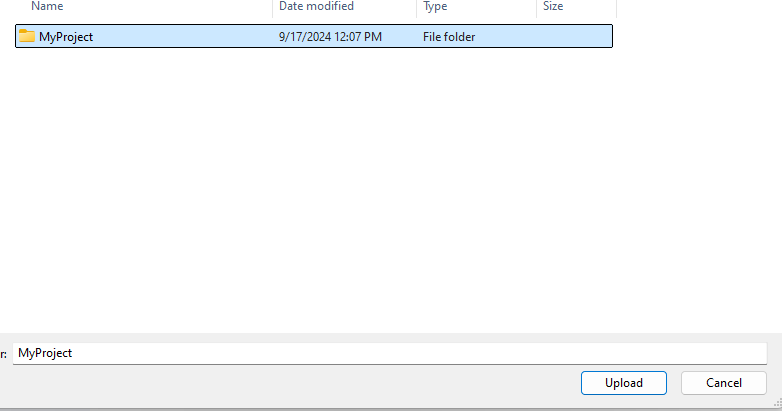 Name Date modified Type Size
MyProject 9/17/2024 12:07 PM File folder
r: MyProject
Upload Cancel